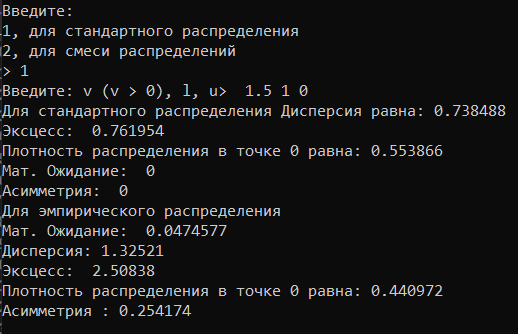 Введите:
1, для стандартного распределения
2, для смеси распределений
> 1
Введите: v (v > 0), l, u>  1.5 1 0
Для стандартного распределения Дисперсия равна: 0.738488
Эксцесс:  0.761954
Плотность распределения в точке 0 равна: 0.553866
Мат. Ожидание:  0
Асимметрия:  0
Для эмпирического распределения
Мат. Ожидание:  0.0474577
Дисперсия: 1.32521
Эксцесс:  2.50838
Плотность распределения в точке 0 равна: 0.440972
Асимметрия : 0.254174